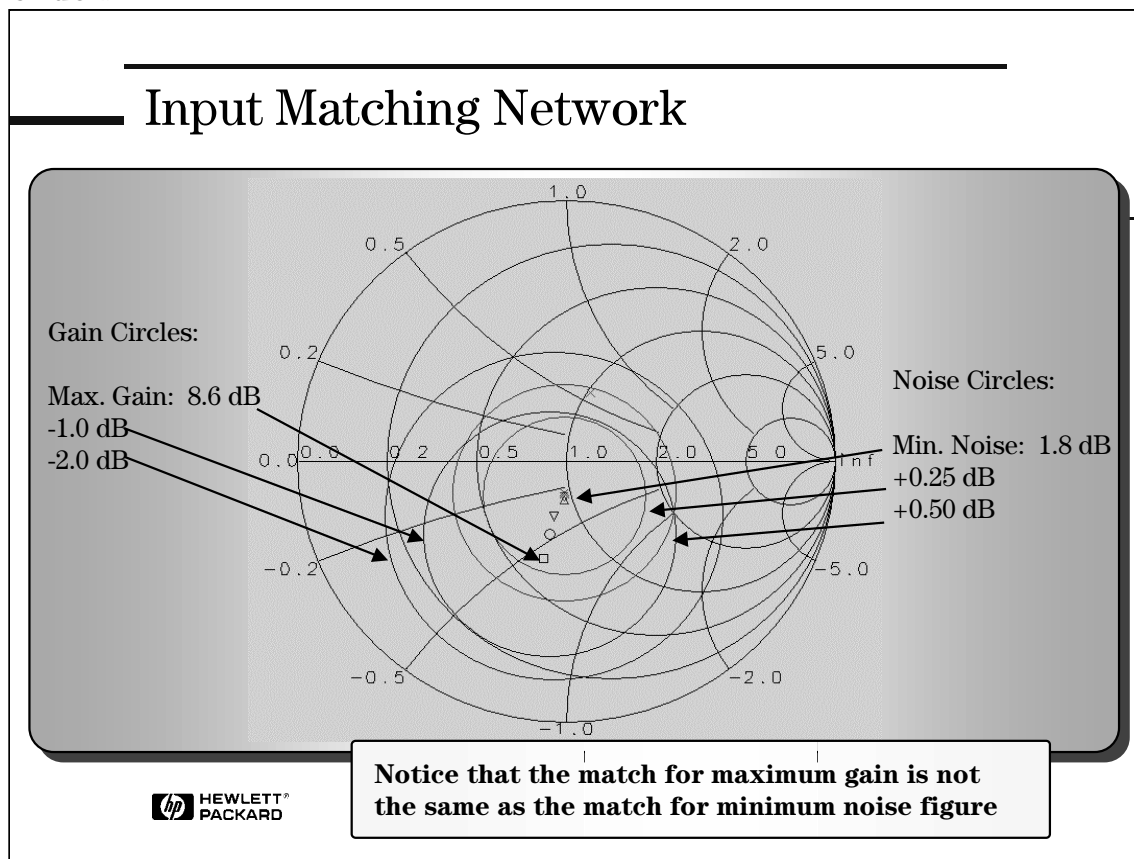 Input Matching Network
1.0
0.5
2.0
0.2
5.0
Gain Circles:
Max. Gain: 8.6 dB
-1.0 dB
-2.0 dB
Noise Circles:
Min. Noise: 1.8 dB
+0.25 dB
+0.50 dB
0.0
0.0
0.2
0.5
1.0
2.0
5 0
inf
-0.2
-5.0
-0.5
-2.0
-1.0
Notice that the match for maximum gain is not
the same as the match for minimum noise figure
hp
HEWLETT®
PACKARD